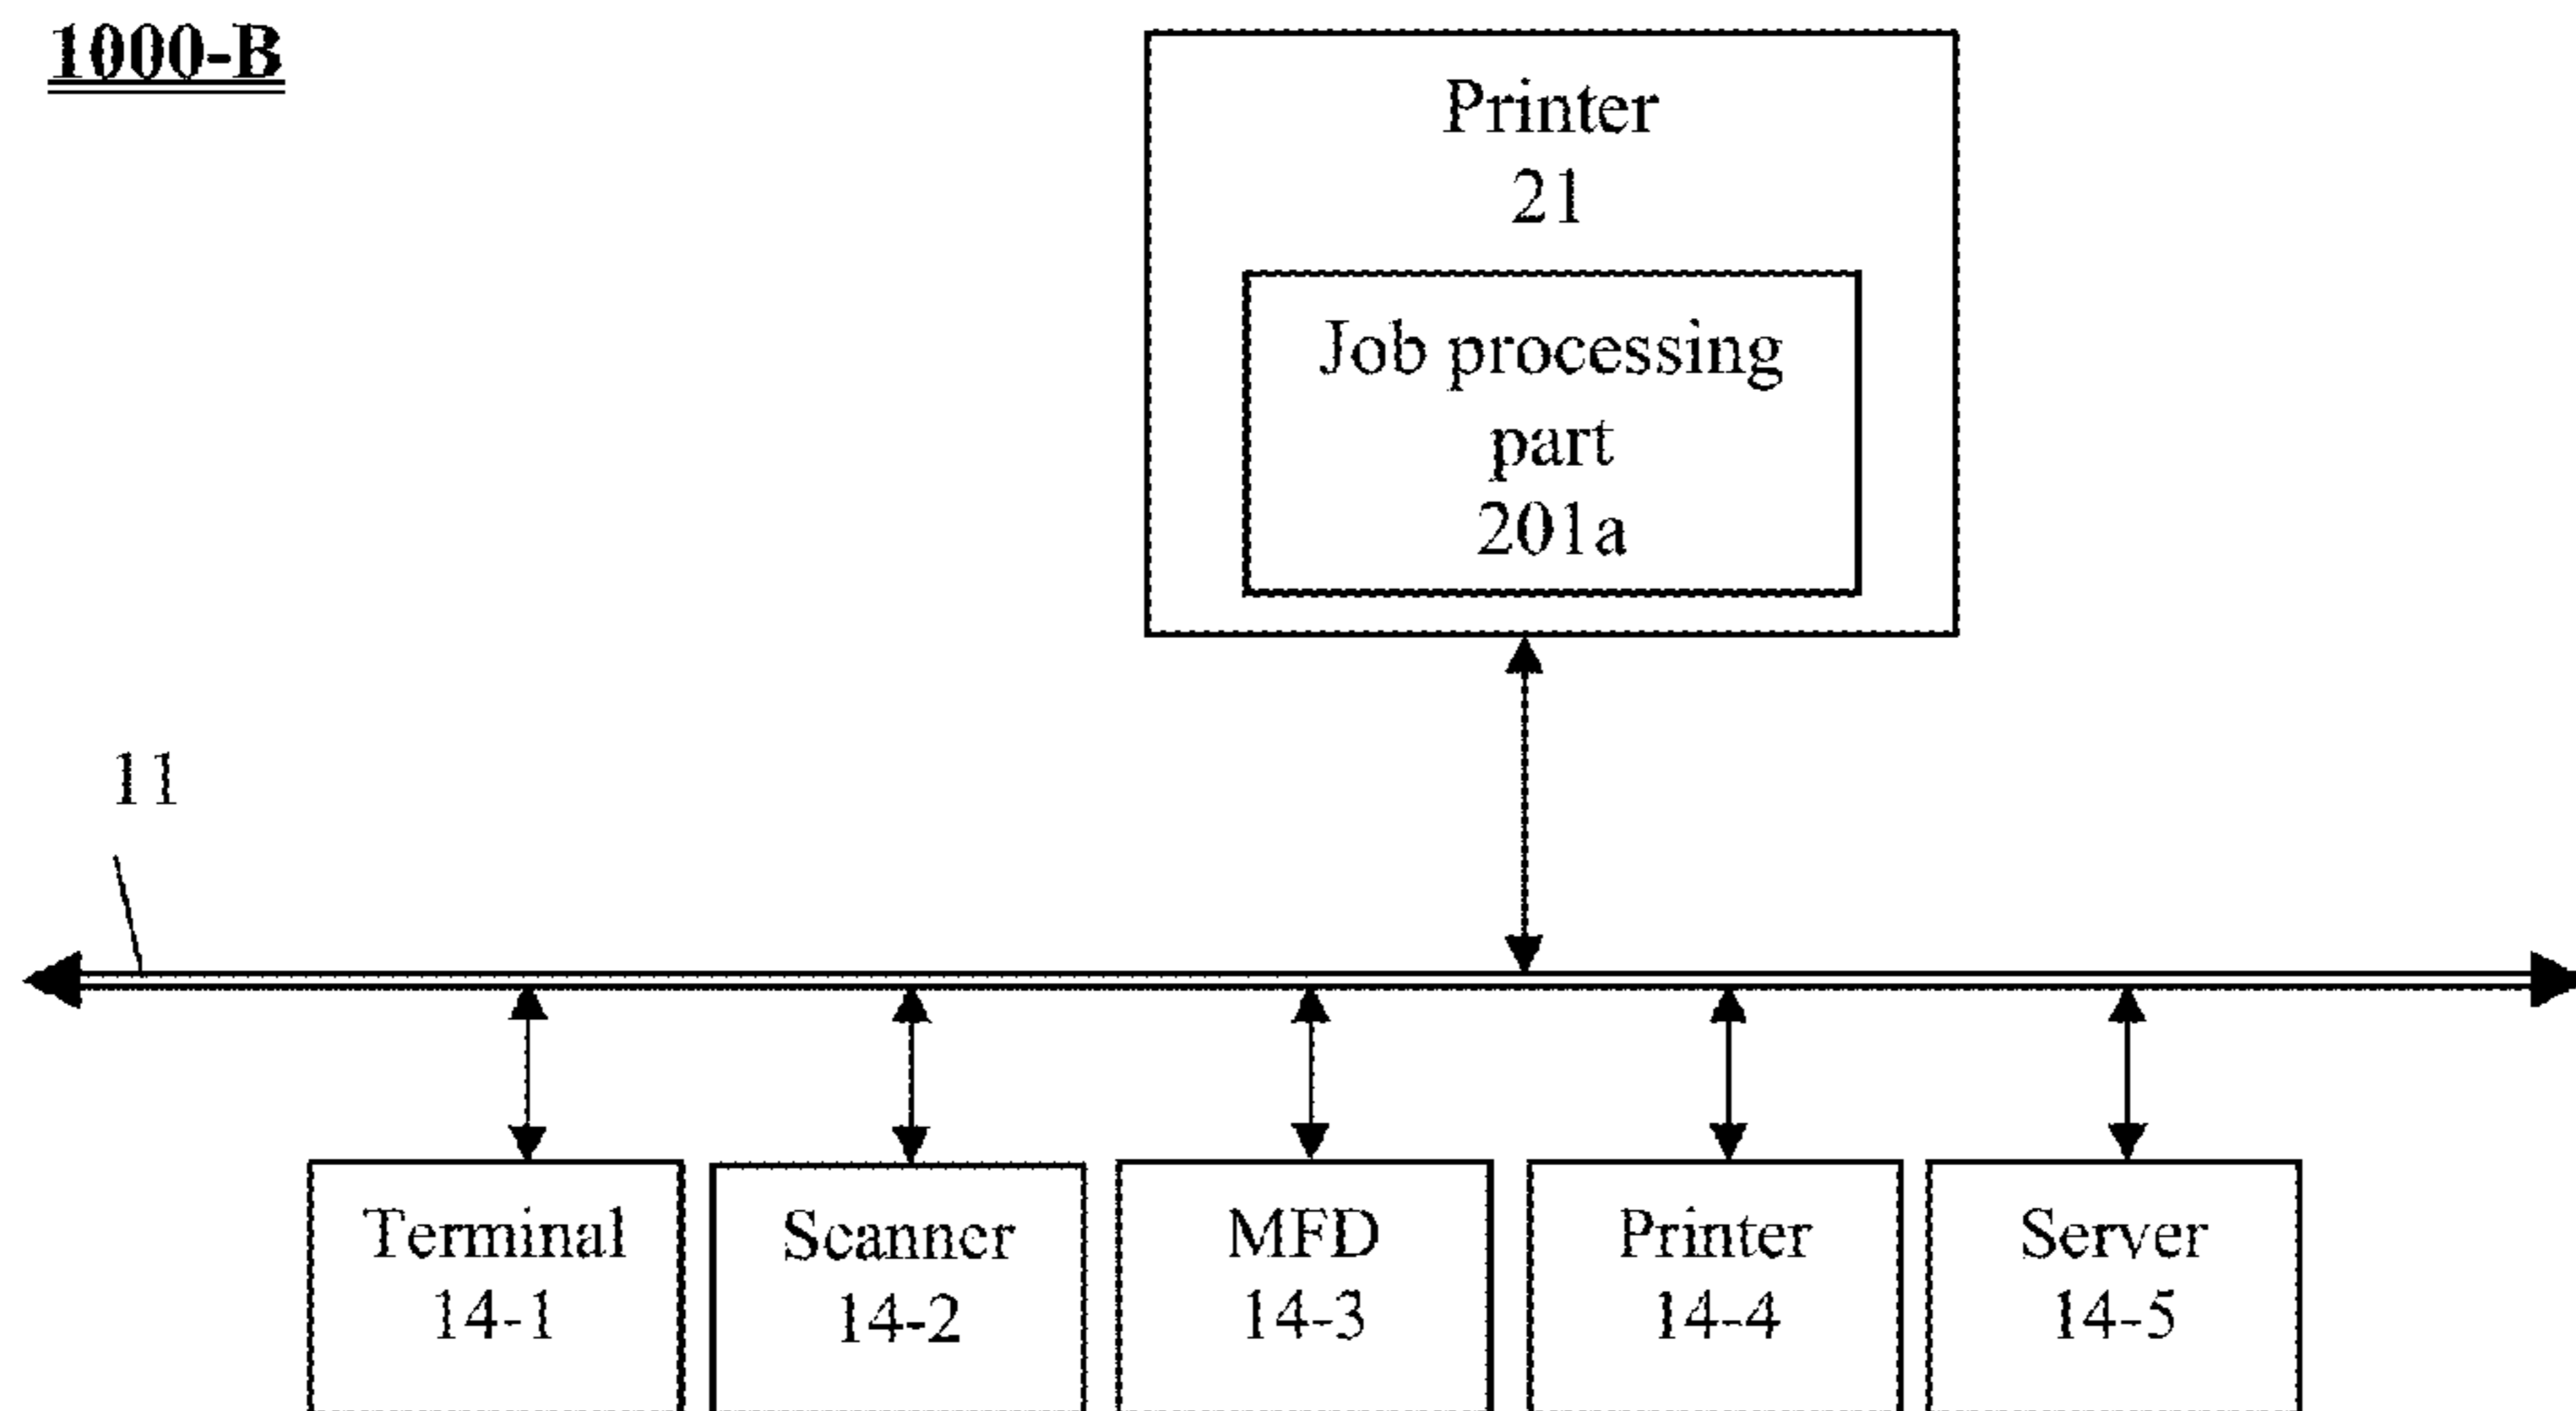 1000-B
Printer
21
Job processing
part
201a
11
Terminal
14-1
Scanner
14-2
MFD
14-3
Printer
14-4
Server
14-5